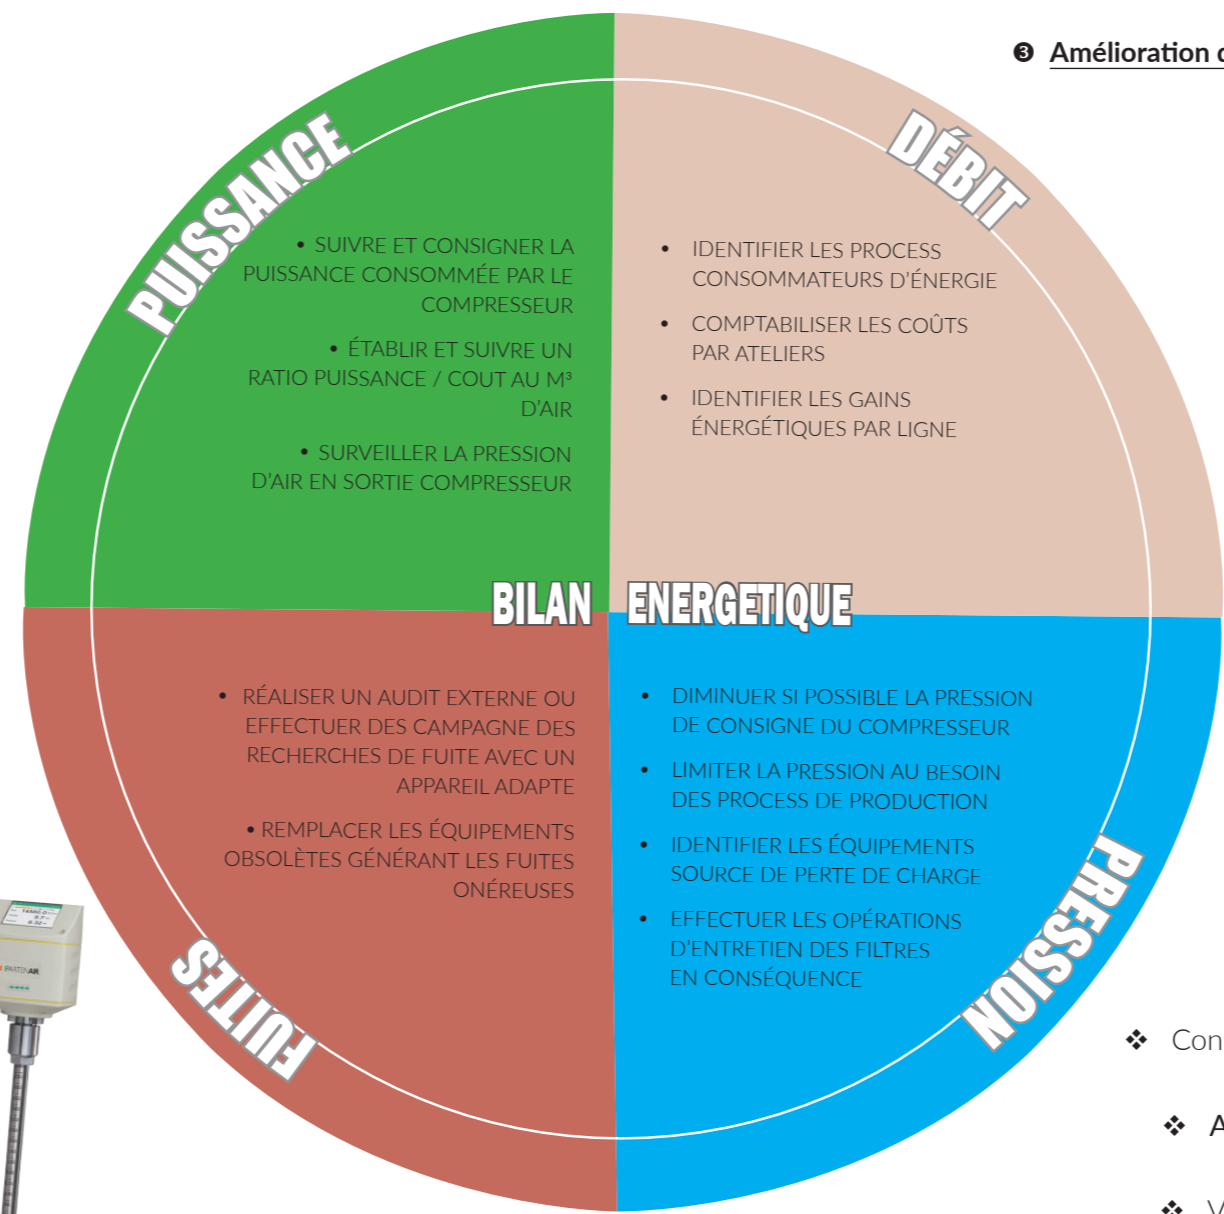 ❸ Amélioration
PUISSANCE
• SUIVRE ET CONSIGNER LA
PUISSANCE CONSOMMÉE PAR LE
COMPRESSEUR
• ÉTABLIR ET SUIVRE UN
RATIO PUISSANCE / COUT AU M³
D'AIR
• SURVEILLER LA PRESSION
D'AIR EN SORTIE COMPRESSEUR
DÉBIT
• IDENTIFIER LES PROCESS
CONSOMMATEURS D'ÉNERGIE
• COMPTABILISER LES COÛTS
PAR ATELIERS
• IDENTIFIER LES GAINS
ÉNERGÉTIQUES PAR LIGNE
BILAN ENERGETIQUE
• RÉALISER UN AUDIT EXTERNE OU
EFFECTUER DES CAMPAGNE DES
RECHERCHES DE FUITE AVEC UN
APPAREIL ADAPTE
• REMPLACER LES ÉQUIPEMENTS
OBSOLÈTES GÉNÉRANT LES FUITES
ONÉREUSES
FUITES
• DIMINUER SI POSSIBLE LA PRESSION
DE CONSIGNE DU COMPRESSEUR
• LIMITER LA PRESSION AU BESOIN
DES PROCESS DE PRODUCTION
• IDENTIFIER LES ÉQUIPEMENTS
SOURCE DE PERTE DE CHARGE
• EFFECTUER LES OPÉRATIONS
D'ENTRETIEN DES FILTRES
EN CONSÉQUENCE
PRESSION
PARTENAIR
❖ Con
❖ A
❖ V